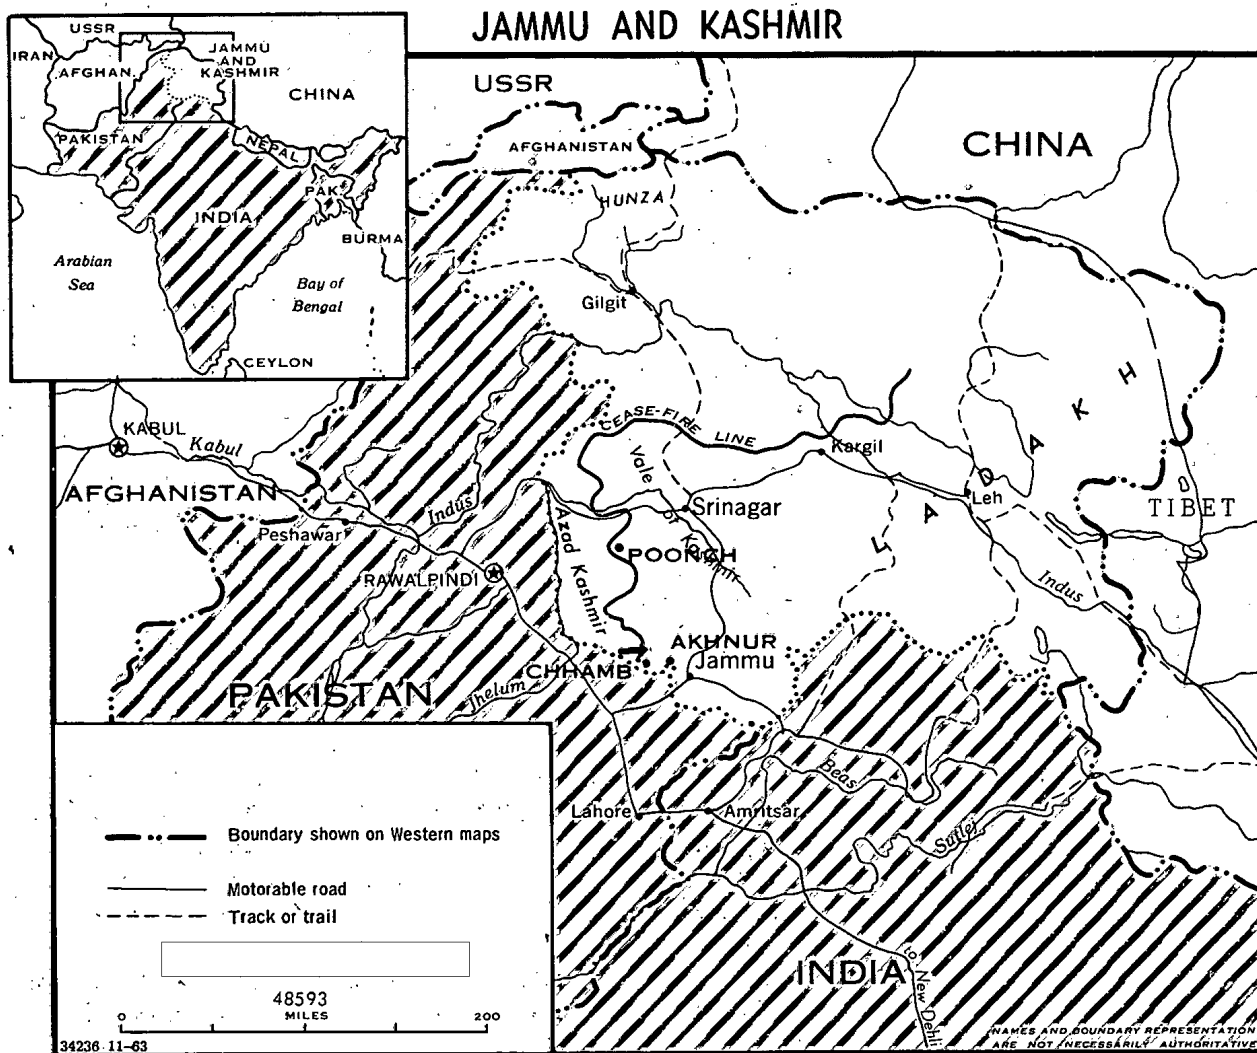 JAMMU AND KASHMIR
USSR
IRAN
AFGHAN.
JAMMU
AND
KASHMIR
CHINA
PAKISTAN
NEPAL
PAK.
INDIA
BURMA
Arabian
Sea
Bay of
Bengal
CEYLON
USSR
AFGHANISTAN
CHINA
HUNZA
Gilgit
KABUL
Kabul
CEASE-FIRE LINE
Kargil
LADAKH
AFGHANISTAN
Indus
Vale of Kashmir
Srinagar
Leh
TIBET
Peshawar
POONCH
RAWALPINDI
Azad Kashmir
Indus
AKHNUR
CHHAMB
Jammu
PAKISTAN
Jhelum
Beas
Lahore
Amritsar
Sutlej
Boundary shown on Western maps
Motorable road
Track or trail
INDIA
to New Delhi
48593
MILES
0 200
34236 11-63
NAMES AND BOUNDARY REPRESENTATION
ARE NOT NECESSARILY AUTHORITATIVE